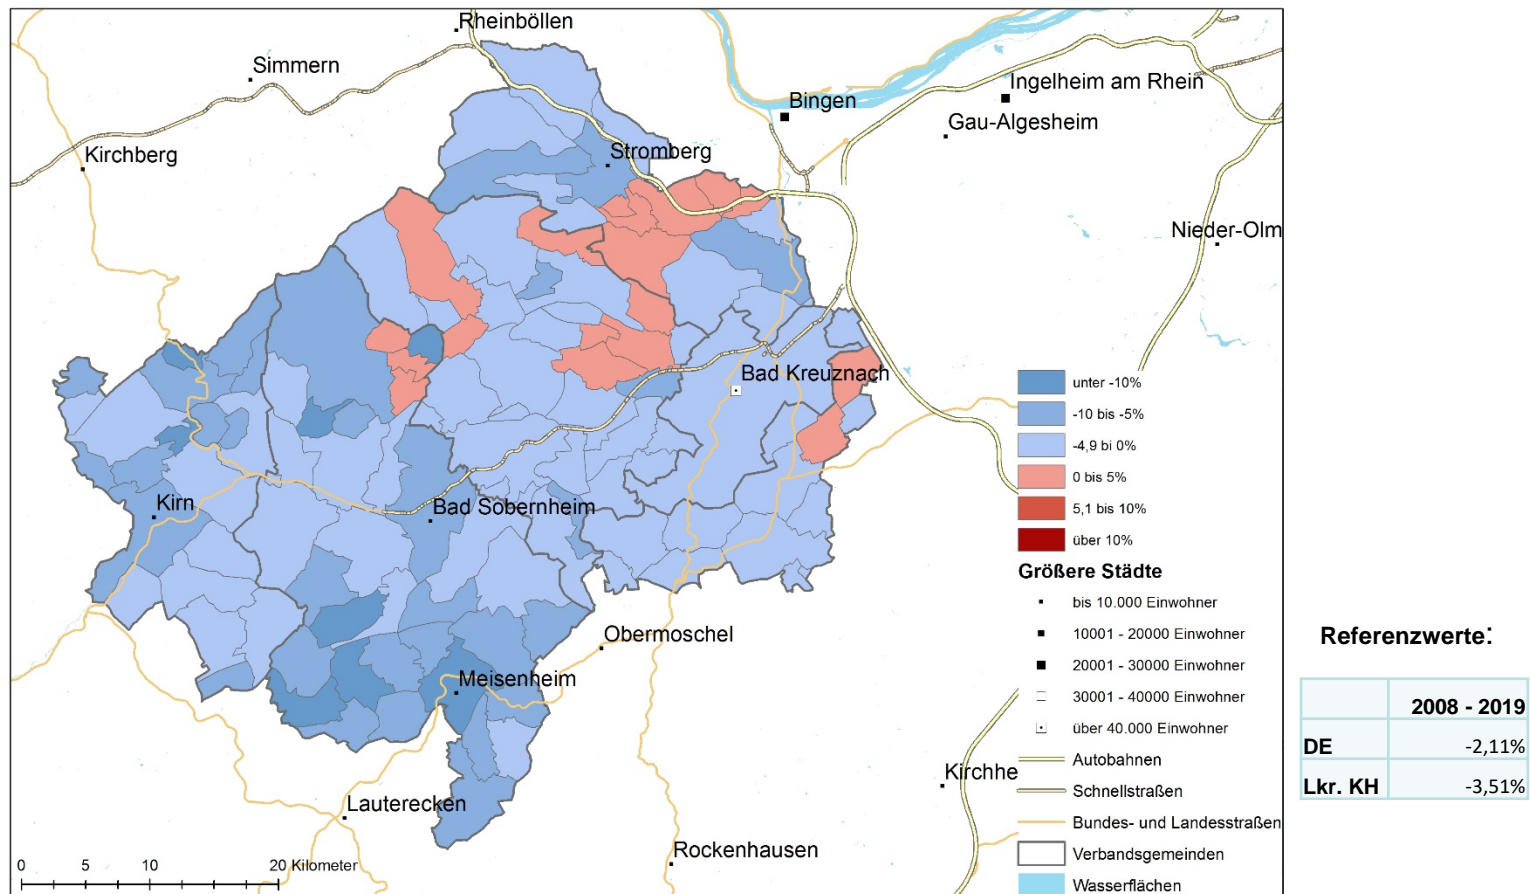 Rheinböllen
Simmern
Ingelheim am Rhein
Bingen
Gau-Algesheim
Kirchberg
Stromberg
Nieder-Olm
Bad Kreuznach
Kirn
Bad Sobernheim
Obermoschel
Meisenheim
Lauterecken
Rockenhausen
Kirchhe
0 5 10 20 Kilometer
unter -10%
-10 bis -5%
-4,9 bi 0%
0 bis 5%
5,1 bis 10%
über 10%
Größere Städte
bis 10.000 Einwohner
10001 - 20000 Einwohner
20001 - 30000 Einwohner
30001 - 40000 Einwohner
über 40.000 Einwohner
Autobahnen
Schnellstraßen
Bundes- und Landesstraßen
Verbandsgemeinden
Wasserflächen
Referenzwerte:
2008 - 2019
DE -2,11%
Lkr. KH -3,51%